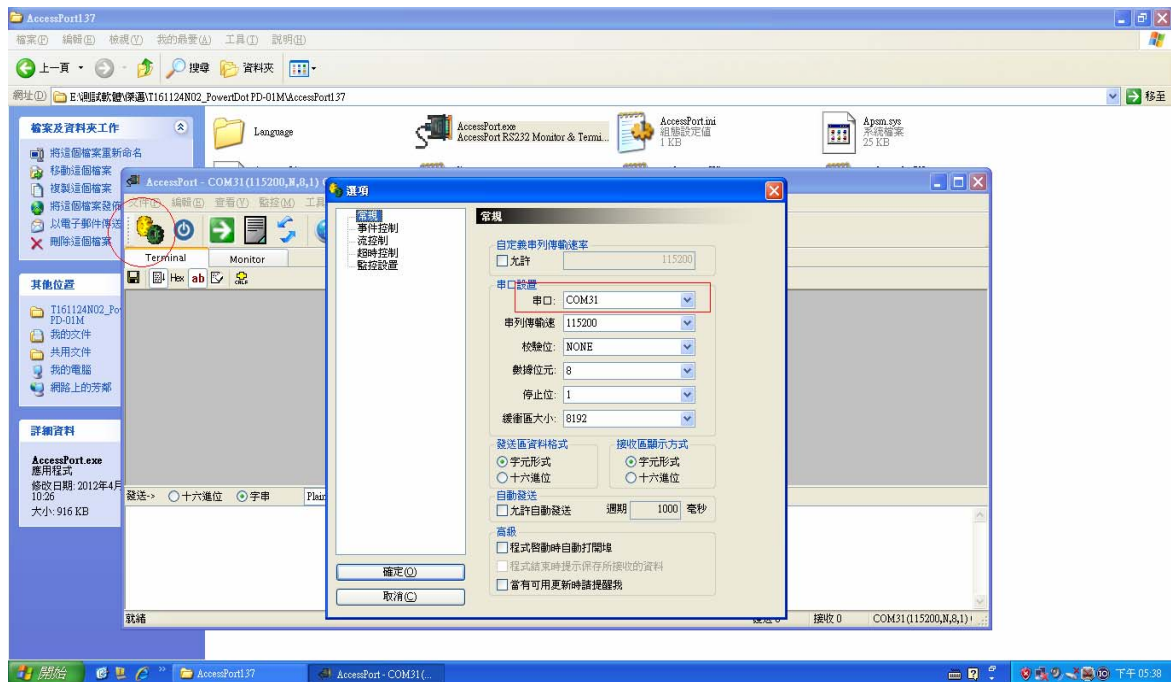 AccessPort137
檔案(F) 編輯(E) 檢視(V) 我的最愛(A) 工具(T) 說明(H)
上一頁 搜尋 資料夾
網址(D) E:\測試軟體\傑邁\T161124N02_PowertDot PD-01M\AccessPort137 移至
檔案及資料夾工作
將這個檔案重新命名
移動這個檔案
複製這個檔案
將這個檔案發佈
以電子郵件傳送
刪除這個檔案
其他位置
T161124N02_Po
PD-01M
我的文件
共用文件
我的電腦
網路上的芳鄰
詳細資料
AccessPort.exe
應用程式
修改日期: 2012年4月
10:26
大小: 916 KB
Language
AccessPort.exe
AccessPort RS232 Monitor & Termi...
AccessPort.ini
組態設定值
1 KB
Apsm.sys
系統檔案
25 KB
AccessPort - COM31(115200,N,8,1)
文件(F) 編輯(E) 查看(V) 監控(M) 工具
Terminal Monitor
Hex ab
發送-> 十六進位 字串 Plain
就緒
接收 0 COM31(115200,N,8,1)
選項
常規
事件控制
流控制
超時控制
監控設置
確定(O)
取消(C)
常規
自定義串列傳輸速率
允許 115200
串口設置
串口: COM31
串列傳輸速 115200
校驗位: NONE
數據位元: 8
停止位: 1
緩衝區大小: 8192
發送區資料格式 接收區顯示方式
字元形式 字元形式
十六進位 十六進位
自動發送
允許自動發送 週期 1000 毫秒
高級
程式啓動時自動打開埠
程式結束時提示保存所接收的資料
當有可用更新時請提醒我
開始 AccessPort137 AccessPort - COM31(... 下午 05:38